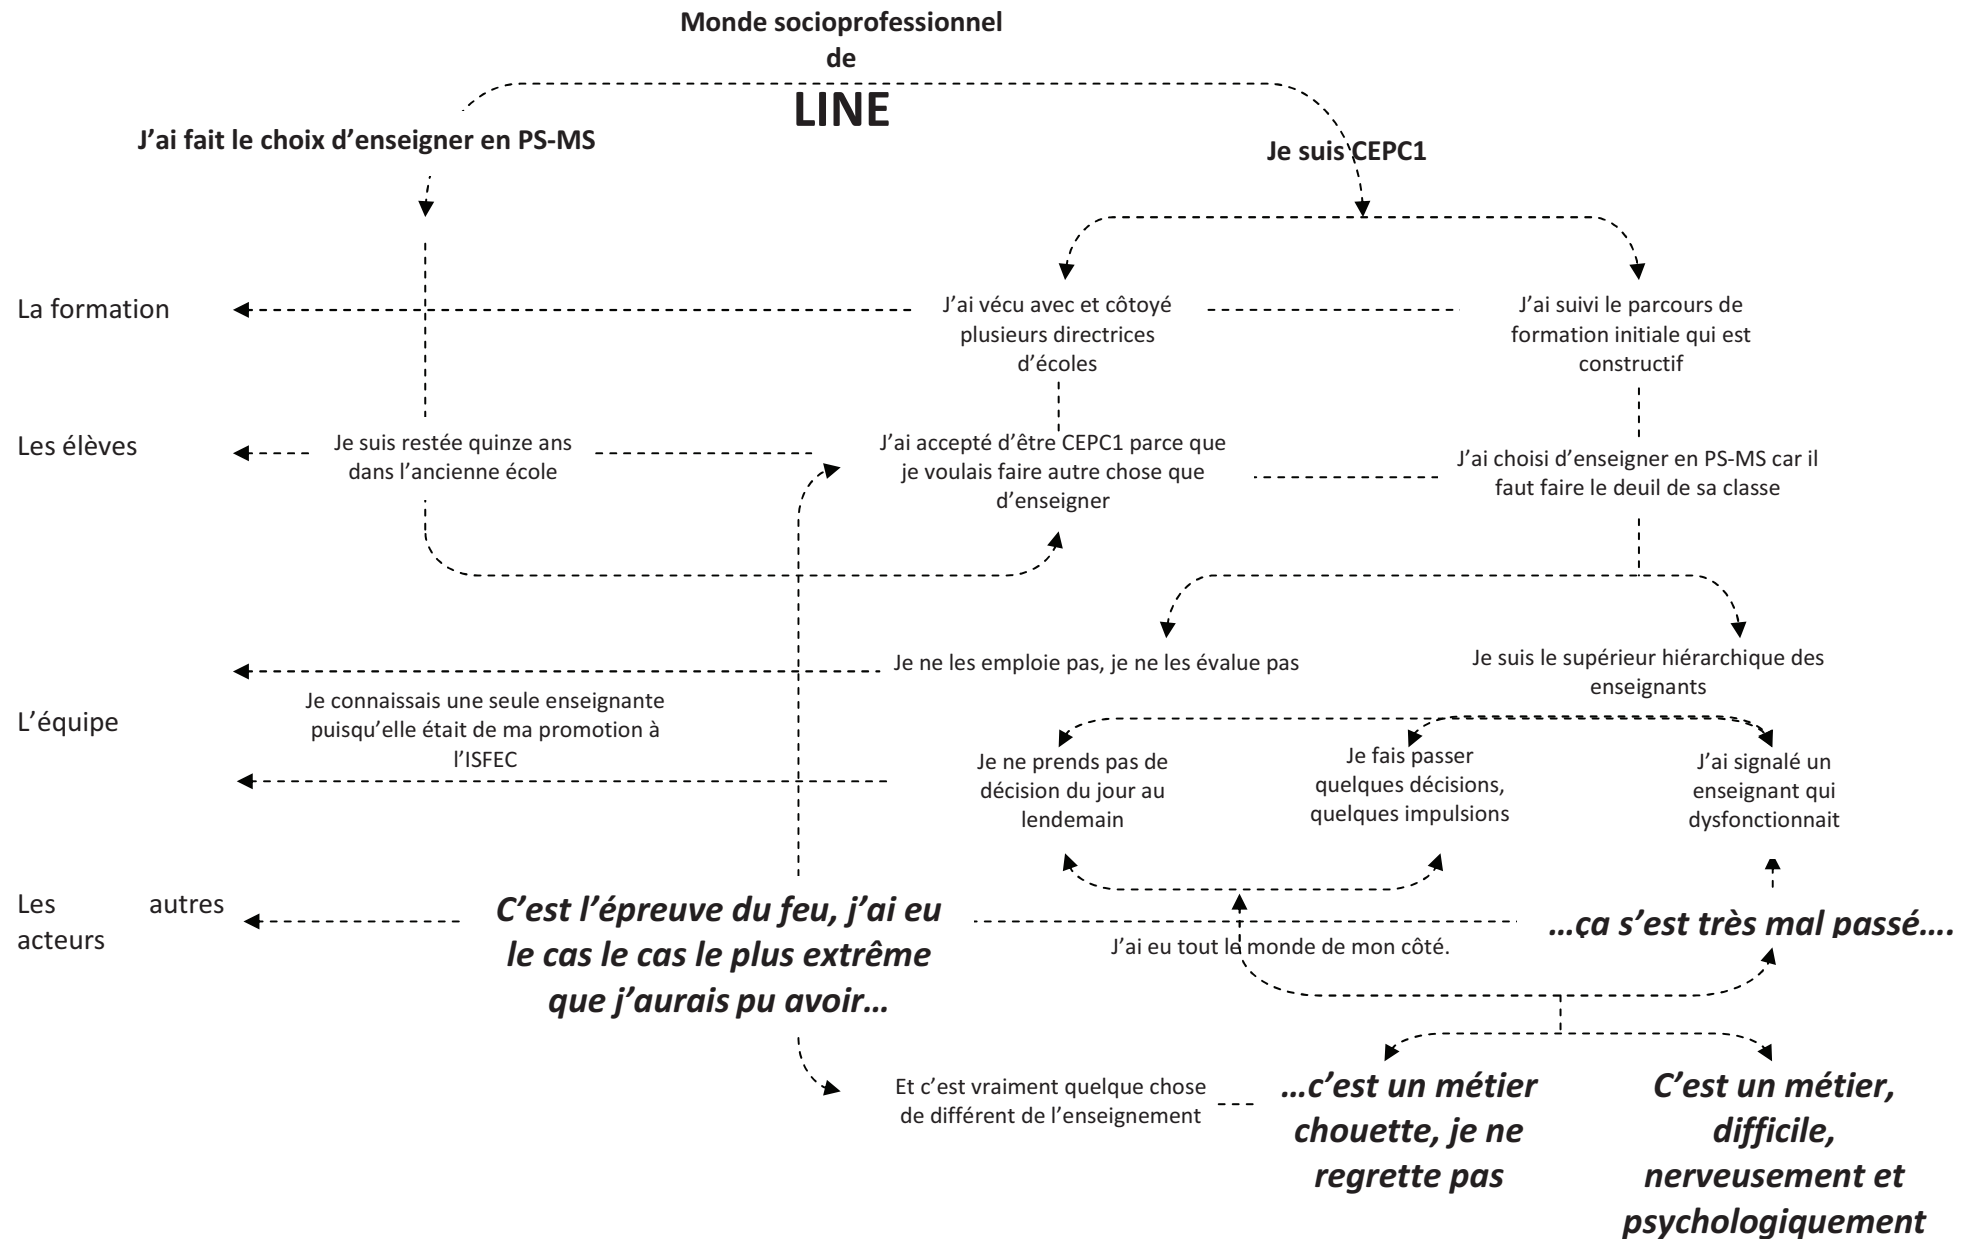 Monde socioprofessionnel
de
LINE
J’ai fait le choix d’enseigner en PS-MS
Je suis CEPC1
La formation
J’ai vécu avec et côtoyé
plusieurs directrices
d’écoles
J’ai suivi le parcours de
formation initiale qui est
constructif
Les élèves
Je suis restée quinze ans
dans l’ancienne école
J’ai accepté d’être CEPC1 parce que
je voulais faire autre chose que
d’enseigner
J’ai choisi d’enseigner en PS-MS car il
faut faire le deuil de sa classe
Je ne les emploie pas, je ne les évalue pas
Je suis le supérieur hiérarchique des
enseignants
L’équipe
Je connaissais une seule enseignante
puisqu’elle était de ma promotion à
l’ISFEC
Je ne prends pas de
décision du jour au
lendemain
Je fais passer
quelques décisions,
quelques impulsions
J’ai signalé un
enseignant qui
dysfonctionnait
Les autres
acteurs
C’est l’épreuve du feu, j’ai eu
le cas le cas le plus extrême
que j’aurais pu avoir…
J’ai eu tout le monde de mon côté.
…ça s’est très mal passé….
Et c’est vraiment quelque chose
de différent de l’enseignement
…c’est un métier
chouette, je ne
regrette pas
C’est un métier,
difficile,
nerveusement et
psychologiquement